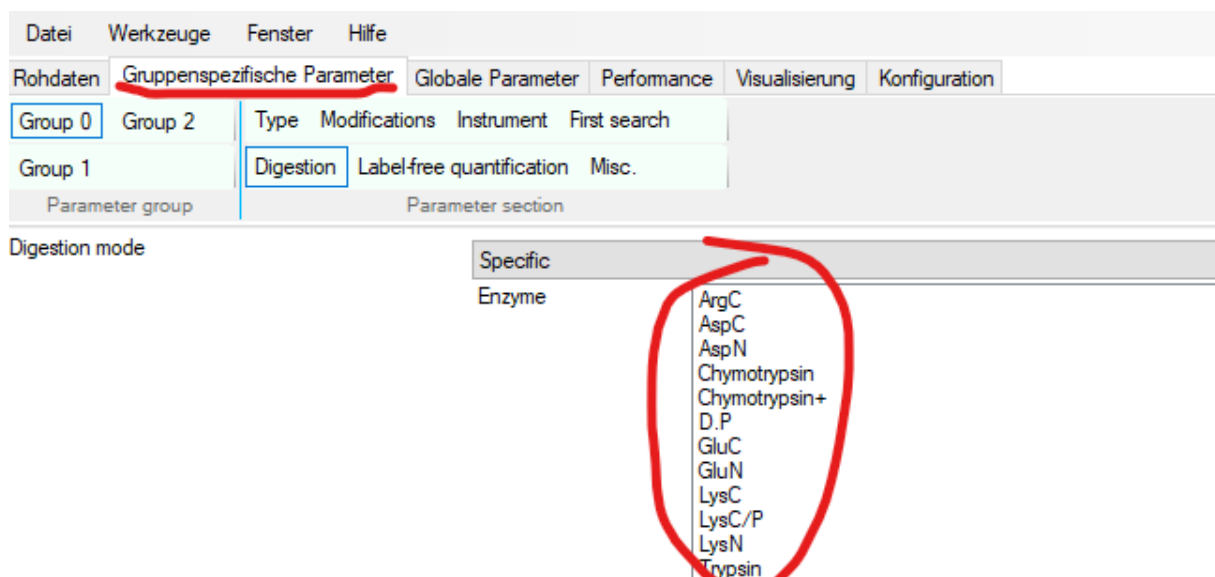 Datei Werkzeuge Fenster Hilfe
Rohdaten Gruppenspezifische Parameter Globale Parameter Performance Visualisierung Konfiguration
Group 0 Group 2 Type Modifications Instrument First search
Group 1 Digestion Label-free quantification Misc.
Parameter group Parameter section
Digestion mode Specific
Enzyme ArgC
AspC
AspN
Chymotrypsin
Chymotrypsin+
D.P
GluC
GluN
LysC
LysC/P
LysN
Trypsin